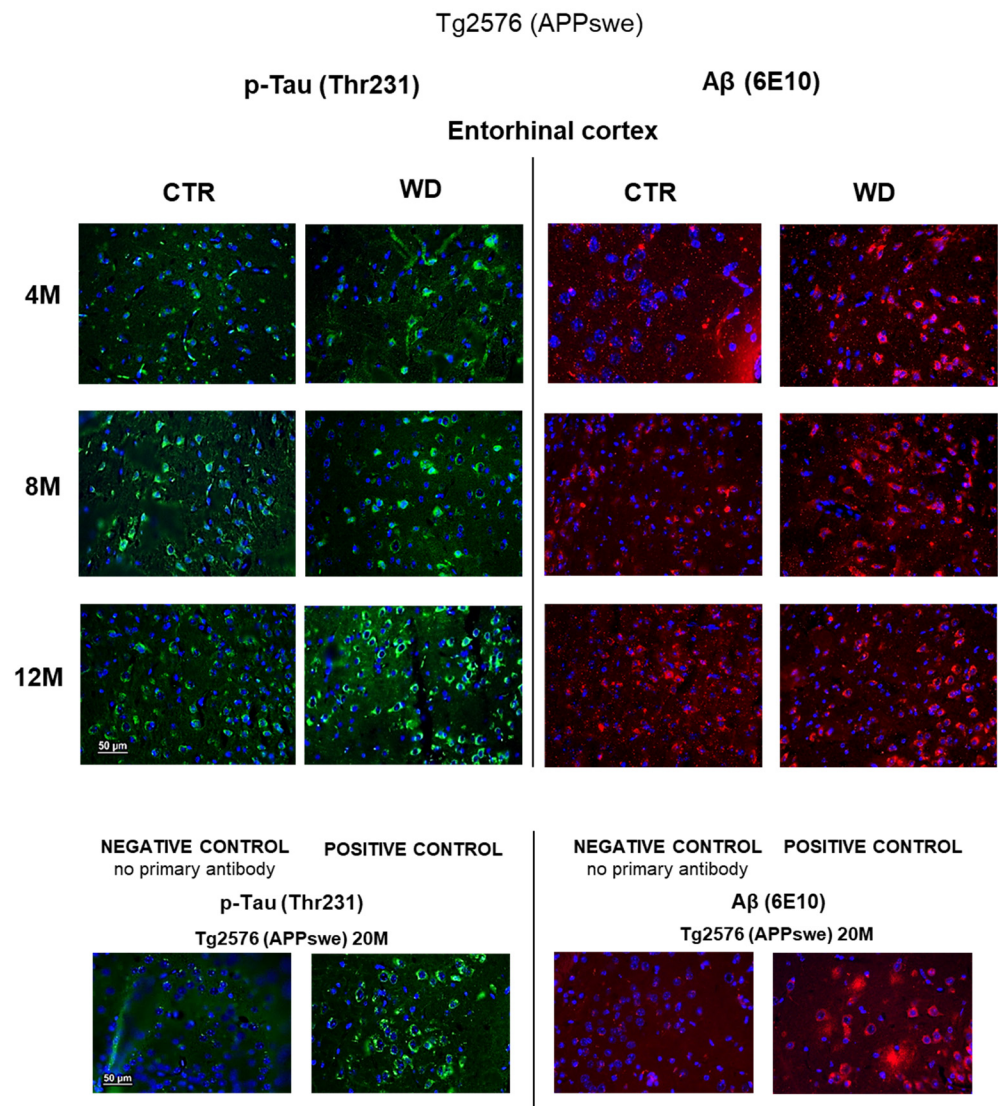 Tg2576 (APPswe)
p-Tau (Thr231)
Aβ (6E10)
Entorhinal cortex
CTR
WD
CTR
WD
4M
8M
12M
50 µm
NEGATIVE CONTROL
no primary antibody
POSITIVE CONTROL
p-Tau (Thr231)
Tg2576 (APPswe) 20M
50 µm
NEGATIVE CONTROL
no primary antibody
POSITIVE CONTROL
Aβ (6E10)
Tg2576 (APPswe) 20M